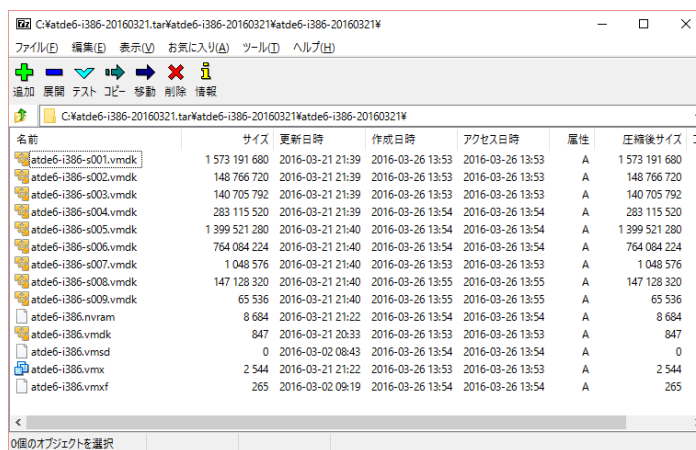 C:¥atde6-i386-20160321.tar¥atde6-i386-20160321¥atde6-i386-20160321¥
ファイル(F) 編集(E) 表示(V) お気に入り(A) ツール(T) ヘルプ(H)
追加 展開 テスト コピー 移動 削除 情報
C:¥atde6-i386-20160321.tar¥atde6-i386-20160321¥atde6-i386-20160321¥
名前 サイズ 更新日時 作成日時 アクセス日時 属性 圧縮後サイズ
atde6-i386-s001.vmdk 1 573 191 680 2016-03-21 21:39 2016-03-26 13:53 2016-03-26 13:53 A 1 573 191 680
atde6-i386-s002.vmdk 148 766 720 2016-03-21 21:39 2016-03-26 13:53 2016-03-26 13:53 A 148 766 720
atde6-i386-s003.vmdk 140 705 792 2016-03-21 21:39 2016-03-26 13:53 2016-03-26 13:53 A 140 705 792
atde6-i386-s004.vmdk 283 115 520 2016-03-21 21:39 2016-03-26 13:54 2016-03-26 13:54 A 283 115 520
atde6-i386-s005.vmdk 1 399 521 280 2016-03-21 21:40 2016-03-26 13:54 2016-03-26 13:54 A 1 399 521 280
atde6-i386-s006.vmdk 764 084 224 2016-03-21 21:40 2016-03-26 13:54 2016-03-26 13:54 A 764 084 224
atde6-i386-s007.vmdk 1 048 576 2016-03-21 21:40 2016-03-26 13:53 2016-03-26 13:53 A 1 048 576
atde6-i386-s008.vmdk 147 128 320 2016-03-21 21:40 2016-03-26 13:55 2016-03-26 13:55 A 147 128 320
atde6-i386-s009.vmdk 65 536 2016-03-21 21:40 2016-03-26 13:55 2016-03-26 13:55 A 65 536
atde6-i386.nvram 8 684 2016-03-21 21:22 2016-03-26 13:54 2016-03-26 13:54 A 8 684
atde6-i386.vmdk 847 2016-03-21 20:33 2016-03-26 13:53 2016-03-26 13:53 A 847
atde6-i386.vmsd 0 2016-03-02 08:43 2016-03-26 13:54 2016-03-26 13:54 A 0
atde6-i386.vmx 2 544 2016-03-21 21:22 2016-03-26 13:53 2016-03-26 13:53 A 2 544
atde6-i386.vmxf 265 2016-03-02 09:19 2016-03-26 13:54 2016-03-26 13:54 A 265
0個のオブジェクトを選択